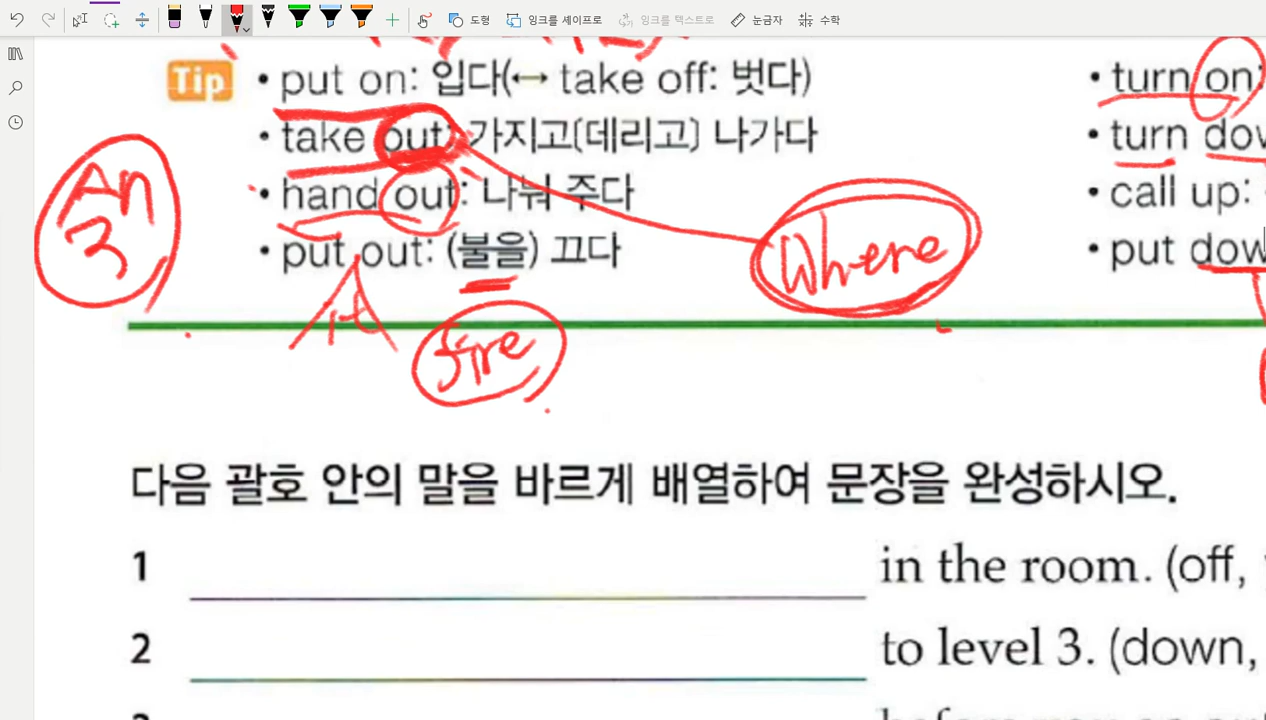 도형 잉크를 셰이프로 잉크를 텍스트로 눈금자 수학
Tip • put on: 입다(↔ take off: 벗다)
• take out: 가지고(데리고) 나가다
• hand out: 나눠 주다
• put out: (불을) 끄다
• turn on:
• turn dow
• call up:
• put dow
An
3
Where
it
fire
다음 괄호 안의 말을 바르게 배열하여 문장을 완성하시오.
1 in the room. (off,
2 to level 3. (down,